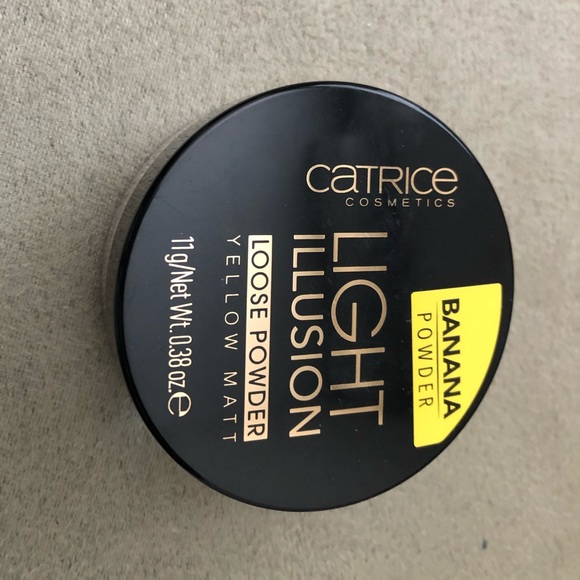 CATRICE
COSMETICS
BANANA
POWDER
LIGHT
ILLUSION
LOOSE POWDER
YELLOW MATT
11g/Net Wt. 0.38 oz. ℮